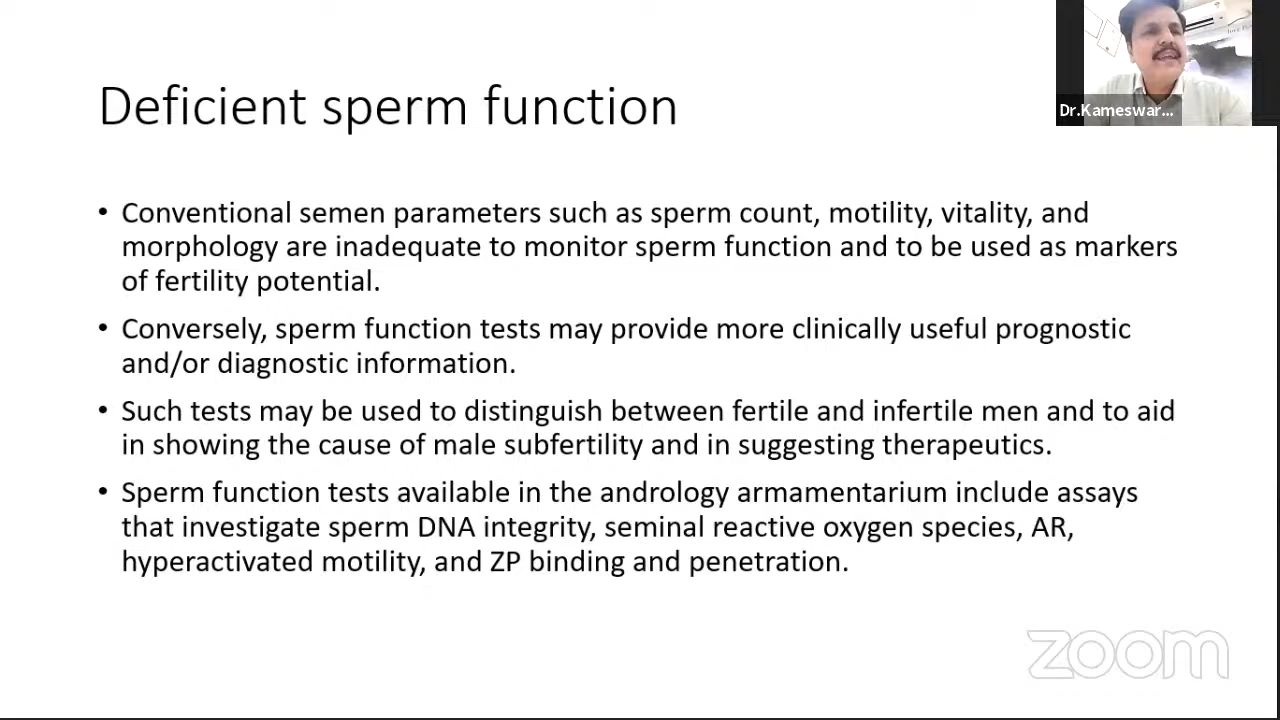 Dr.Kameswar...
Deficient sperm function
• Conventional semen parameters such as sperm count, motility, vitality, and
morphology are inadequate to monitor sperm function and to be used as markers
of fertility potential.
• Conversely, sperm function tests may provide more clinically useful prognostic
and/or diagnostic information.
• Such tests may be used to distinguish between fertile and infertile men and to aid
in showing the cause of male subfertility and in suggesting therapeutics.
• Sperm function tests available in the andrology armamentarium include assays
that investigate sperm DNA integrity, seminal reactive oxygen species, AR,
hyperactivated motility, and ZP binding and penetration.
zoom